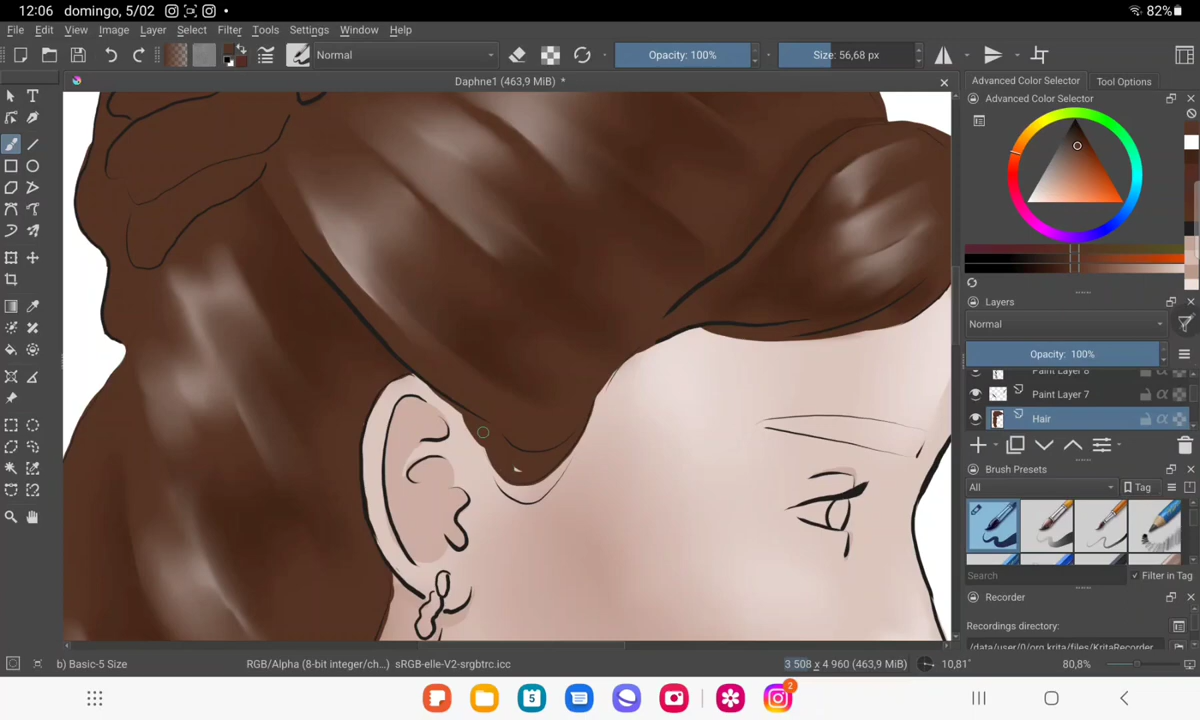 12:06 domingo, 5/02
82%
File Edit View Image Layer Select Filter Tools Settings Window Help
Normal
Opacity: 100%
Size: 56,68 px
Daphne1 (463,9 MiB) *
Advanced Color Selector
Tool Options
Advanced Color Selector
Layers
Normal
Opacity: 100%
Paint Layer 8
Paint Layer 7
Hair
Brush Presets
All
Tag
Search
Filter in Tag
Recorder
Recordings directory:
/data/user/0/org.krita/files/KritaRecorder
b) Basic-5 Size
RGB/Alpha (8-bit integer/ch...) sRGB-elle-V2-srgbtrc.icc
3 508 x 4 960 (463,9 MiB)
10,81°
80,8%
5
2